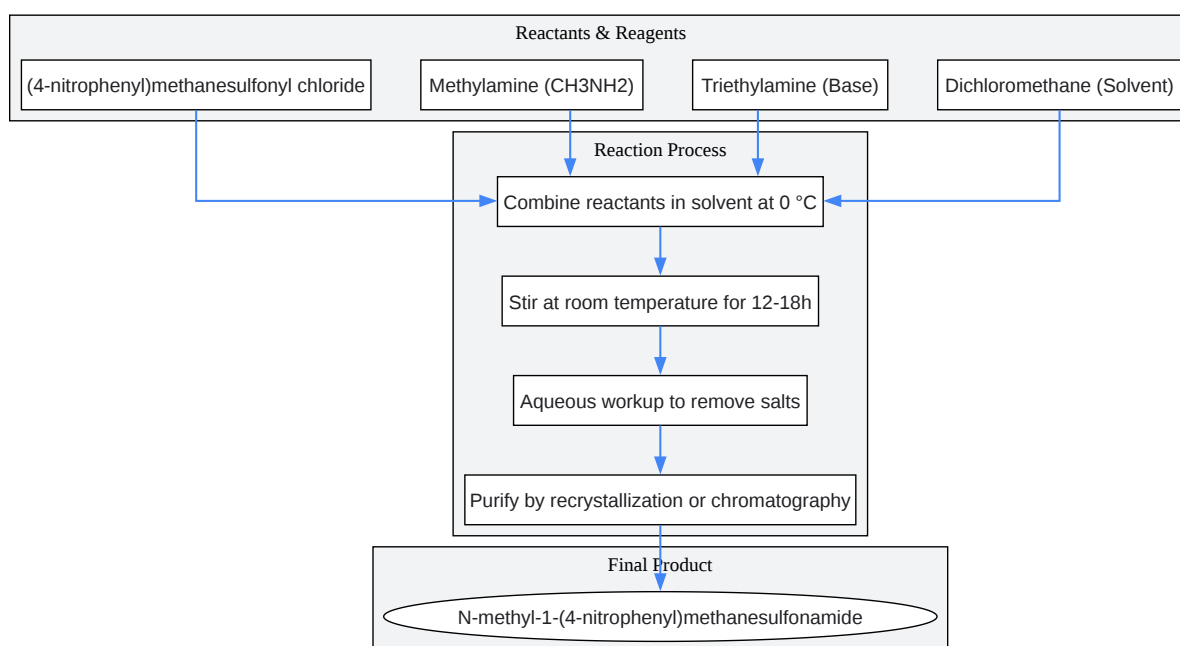 Reactants & Reagents
(4-nitrophenyl)methanesulfonyl chloride
Methylamine (CH3NH2)
Triethylamine (Base)
Dichloromethane (Solvent)
Reaction Process
Combine reactants in solvent at 0 °C
Stir at room temperature for 12-18h
Aqueous workup to remove salts
Purify by recrystallization or chromatography
Final Product
N-methyl-1-(4-nitrophenyl)methanesulfonamide